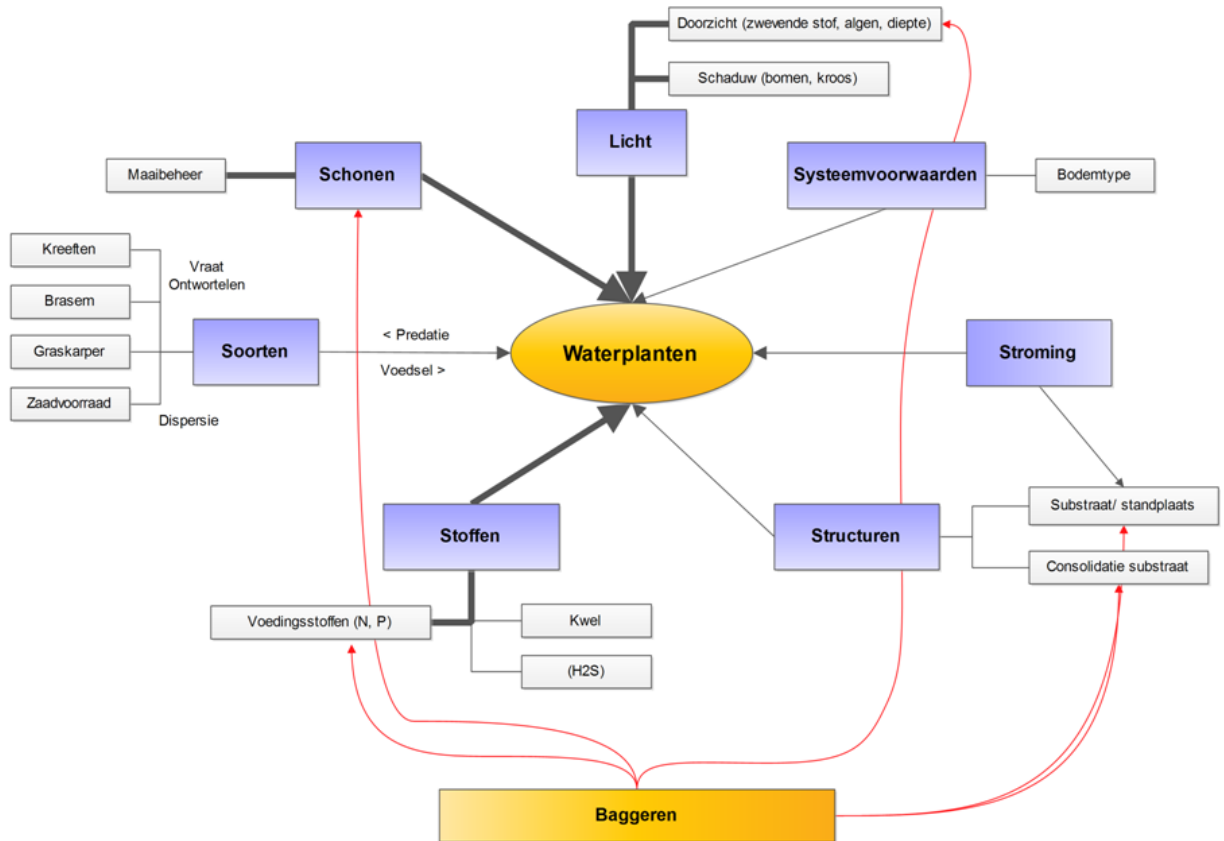 Doorzicht (zwevende stof, algen, diepte)
Schaduw (bomen, kroos)
Licht
Schonen
Maaibeheer
Systeemvoorwaarden
Bodemtype
Kreeften
Vraat
Ontwortelen
Brasem
Graskarper
Zaadvoorraad
Dispersie
Soorten
< Predatie
Voedsel >
Waterplanten
Stroming
Stoffen
Structuren
Substraat/ standplaats
Consolidatie substraat
Voedingsstoffen (N, P)
Kwel
(H2S)
Baggeren